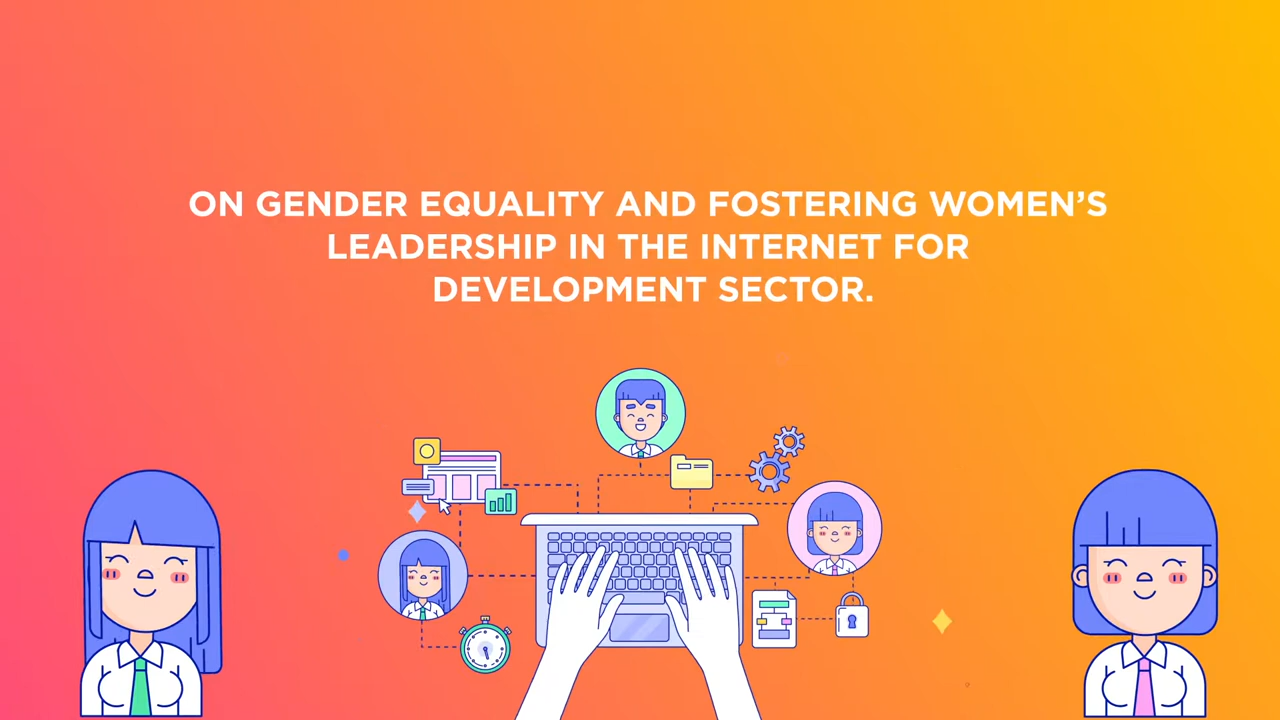 ON GENDER EQUALITY AND FOSTERING WOMEN’S
LEADERSHIP IN THE INTERNET FOR
DEVELOPMENT SECTOR.